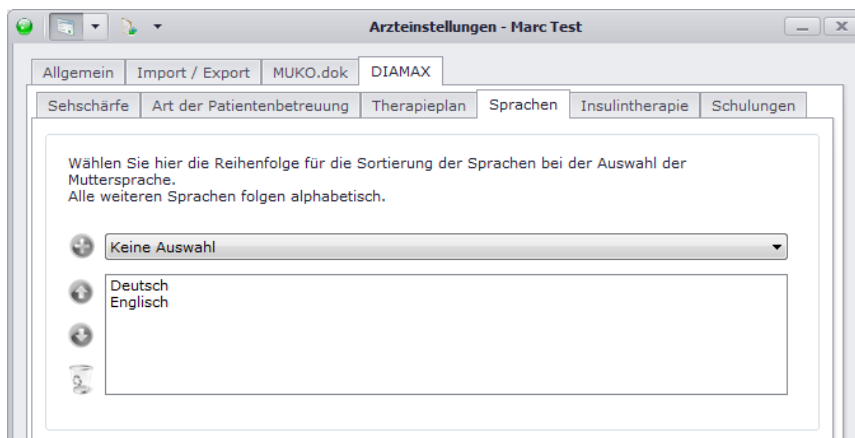 Arzteinstellungen - Marc Test
Allgemein Import / Export MUKO.dok DIAMAX
Sehschärfe Art der Patientenbetreuung Therapieplan Sprachen Insulintherapie Schulungen
Wählen Sie hier die Reihenfolge für die Sortierung der Sprachen bei der Auswahl der
Muttersprache.
Alle weiteren Sprachen folgen alphabetisch.
Keine Auswahl
Deutsch
Englisch